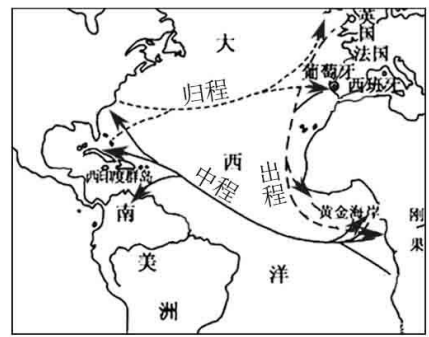 英国
法国
大
葡萄牙
西班牙
归程
西
出程
中程
西印度群岛
南
黄金海岸
刚果
美
洋
洲